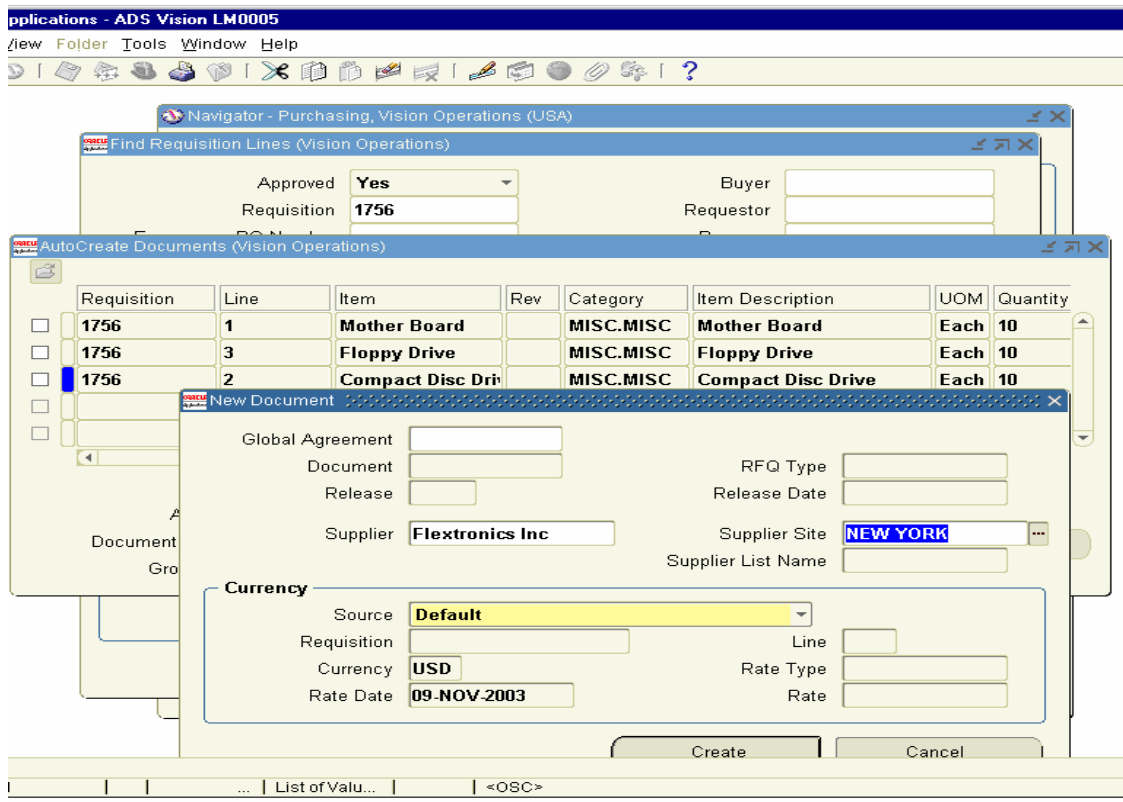 pplications - ADS Vision LM0005
View Folder Tools Window Help
Navigator - Purchasing, Vision Operations (USA)
Find Requisition Lines (Vision Operations)
Approved Yes Buyer
Requisition 1756 Requestor
AutoCreate Documents (Vision Operations)
Requisition Line Item Rev Category Item Description UOM Quantity
1756 1 Mother Board MISC.MISC Mother Board Each 10
1756 3 Floppy Drive MISC.MISC Floppy Drive Each 10
1756 2 Compact Disc Driv MISC.MISC Compact Disc Drive Each 10
New Document
Global Agreement
Document RFQ Type
Release Release Date
A
Supplier Flextronics Inc Supplier Site NEW YORK ...
Document
Supplier List Name
Gro
Currency
Source Default
Requisition Line
Currency USD Rate Type
Rate Date 09-NOV-2003 Rate
Create Cancel
... List of Valu... <OSC>